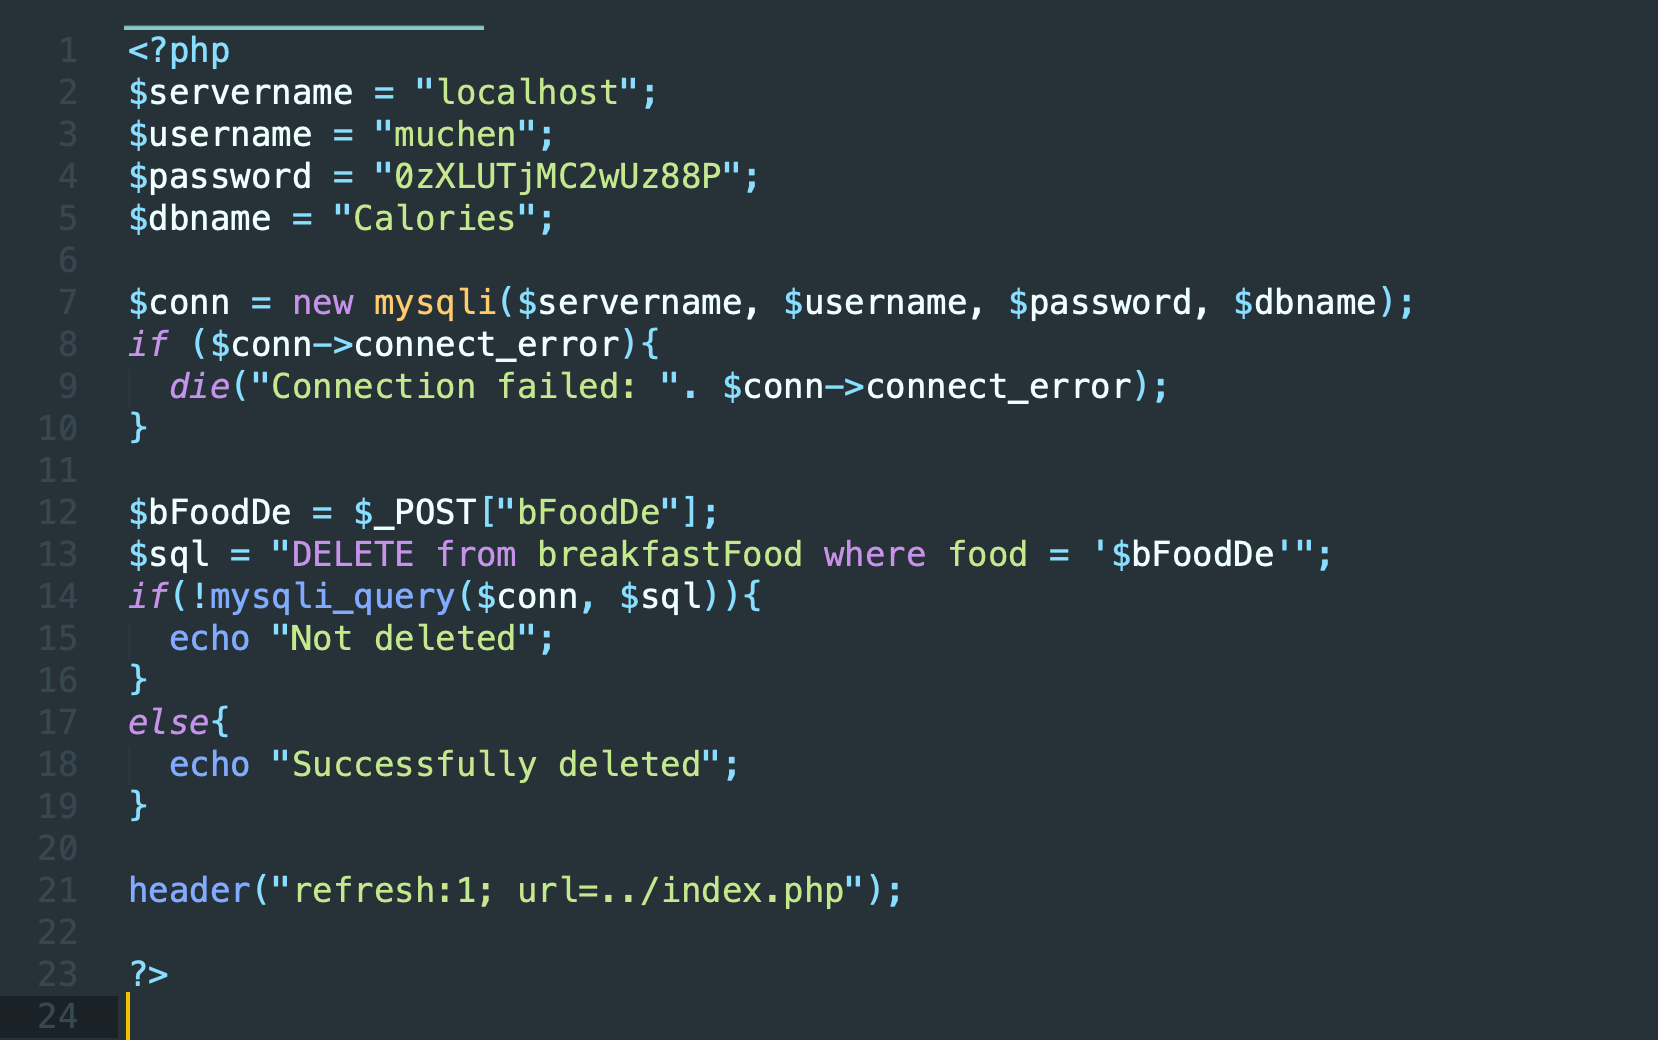 1 <?php
2 $servername = "localhost";
3 $username = "muchen";
4 $password = "0zXLUTjMC2wUz88P";
5 $dbname = "Calories";
6
7 $conn = new mysqli($servername, $username, $password, $dbname);
8 if ($conn->connect_error){
9 die("Connection failed: ". $conn->connect_error);
10 }
11
12 $bFoodDe = $_POST["bFoodDe"];
13 $sql = "DELETE from breakfastFood where food = '$bFoodDe'";
14 if(!mysqli_query($conn, $sql)){
15 echo "Not deleted";
16 }
17 else{
18 echo "Successfully deleted";
19 }
20
21 header("refresh:1; url=../index.php");
22
23 ?>
24